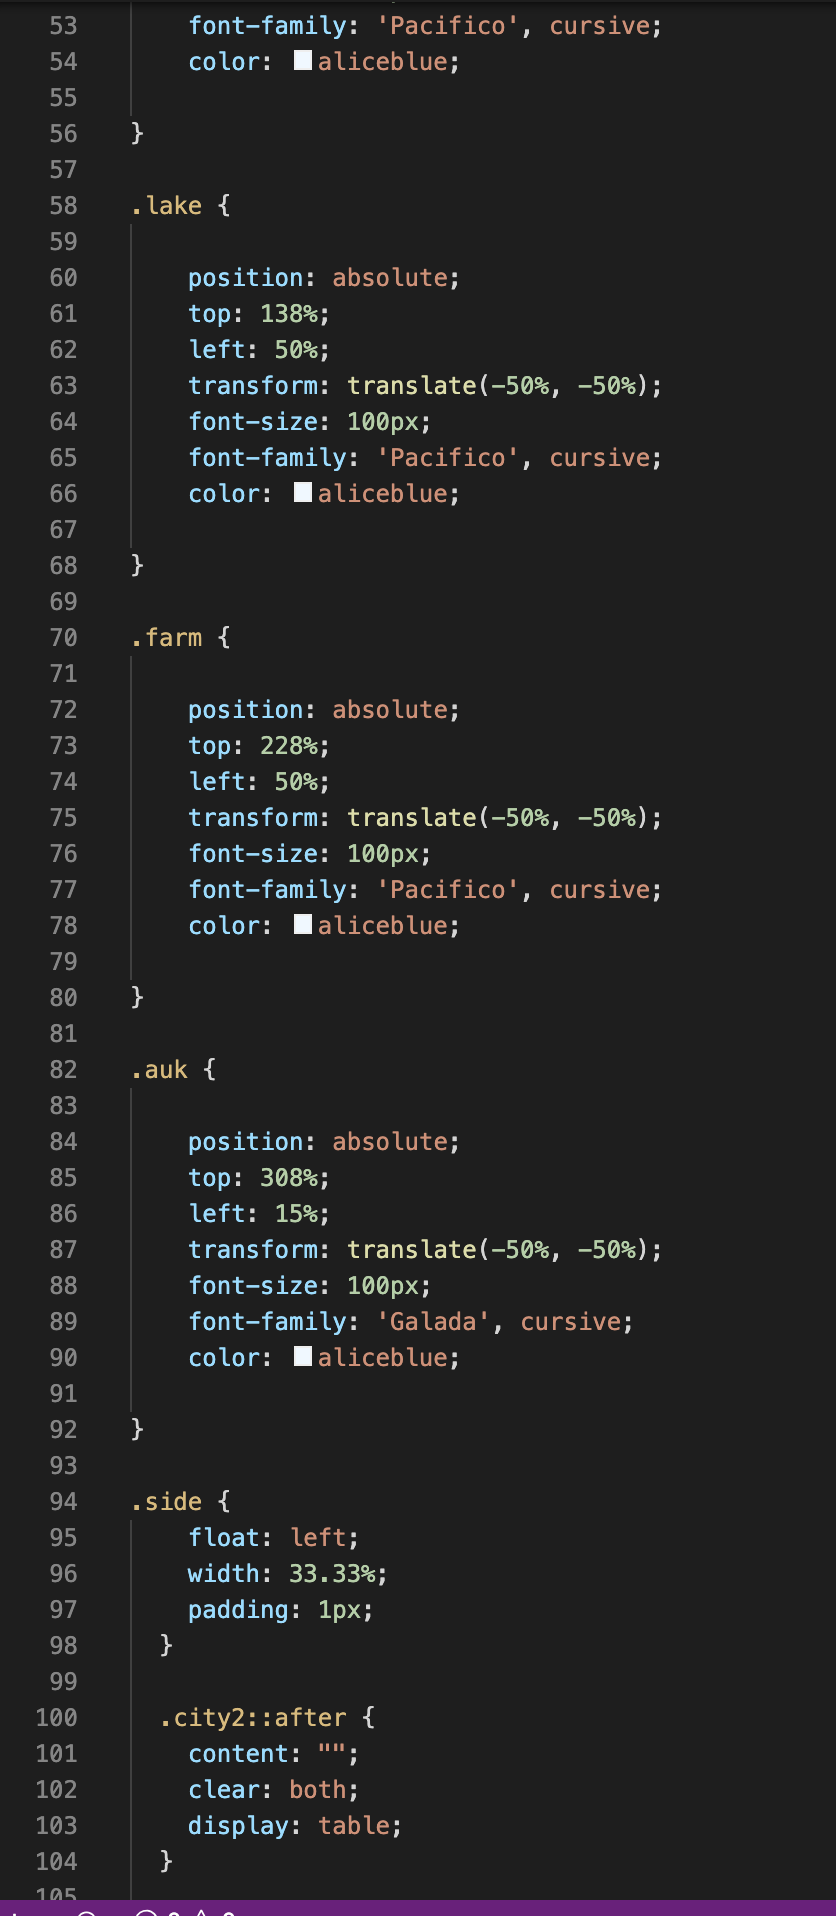 53 font-family: 'Pacifico', cursive;
54 color: aliceblue;
55
56 }
57
58 .lake {
59
60 position: absolute;
61 top: 138%;
62 left: 50%;
63 transform: translate(-50%, -50%);
64 font-size: 100px;
65 font-family: 'Pacifico', cursive;
66 color: aliceblue;
67
68 }
69
70 .farm {
71
72 position: absolute;
73 top: 228%;
74 left: 50%;
75 transform: translate(-50%, -50%);
76 font-size: 100px;
77 font-family: 'Pacifico', cursive;
78 color: aliceblue;
79
80 }
81
82 .auk {
83
84 position: absolute;
85 top: 308%;
86 left: 15%;
87 transform: translate(-50%, -50%);
88 font-size: 100px;
89 font-family: 'Galada', cursive;
90 color: aliceblue;
91
92 }
93
94 .side {
95 float: left;
96 width: 33.33%;
97 padding: 1px;
98 }
99
100 .city2::after {
101 content: "";
102 clear: both;
103 display: table;
104 }
105